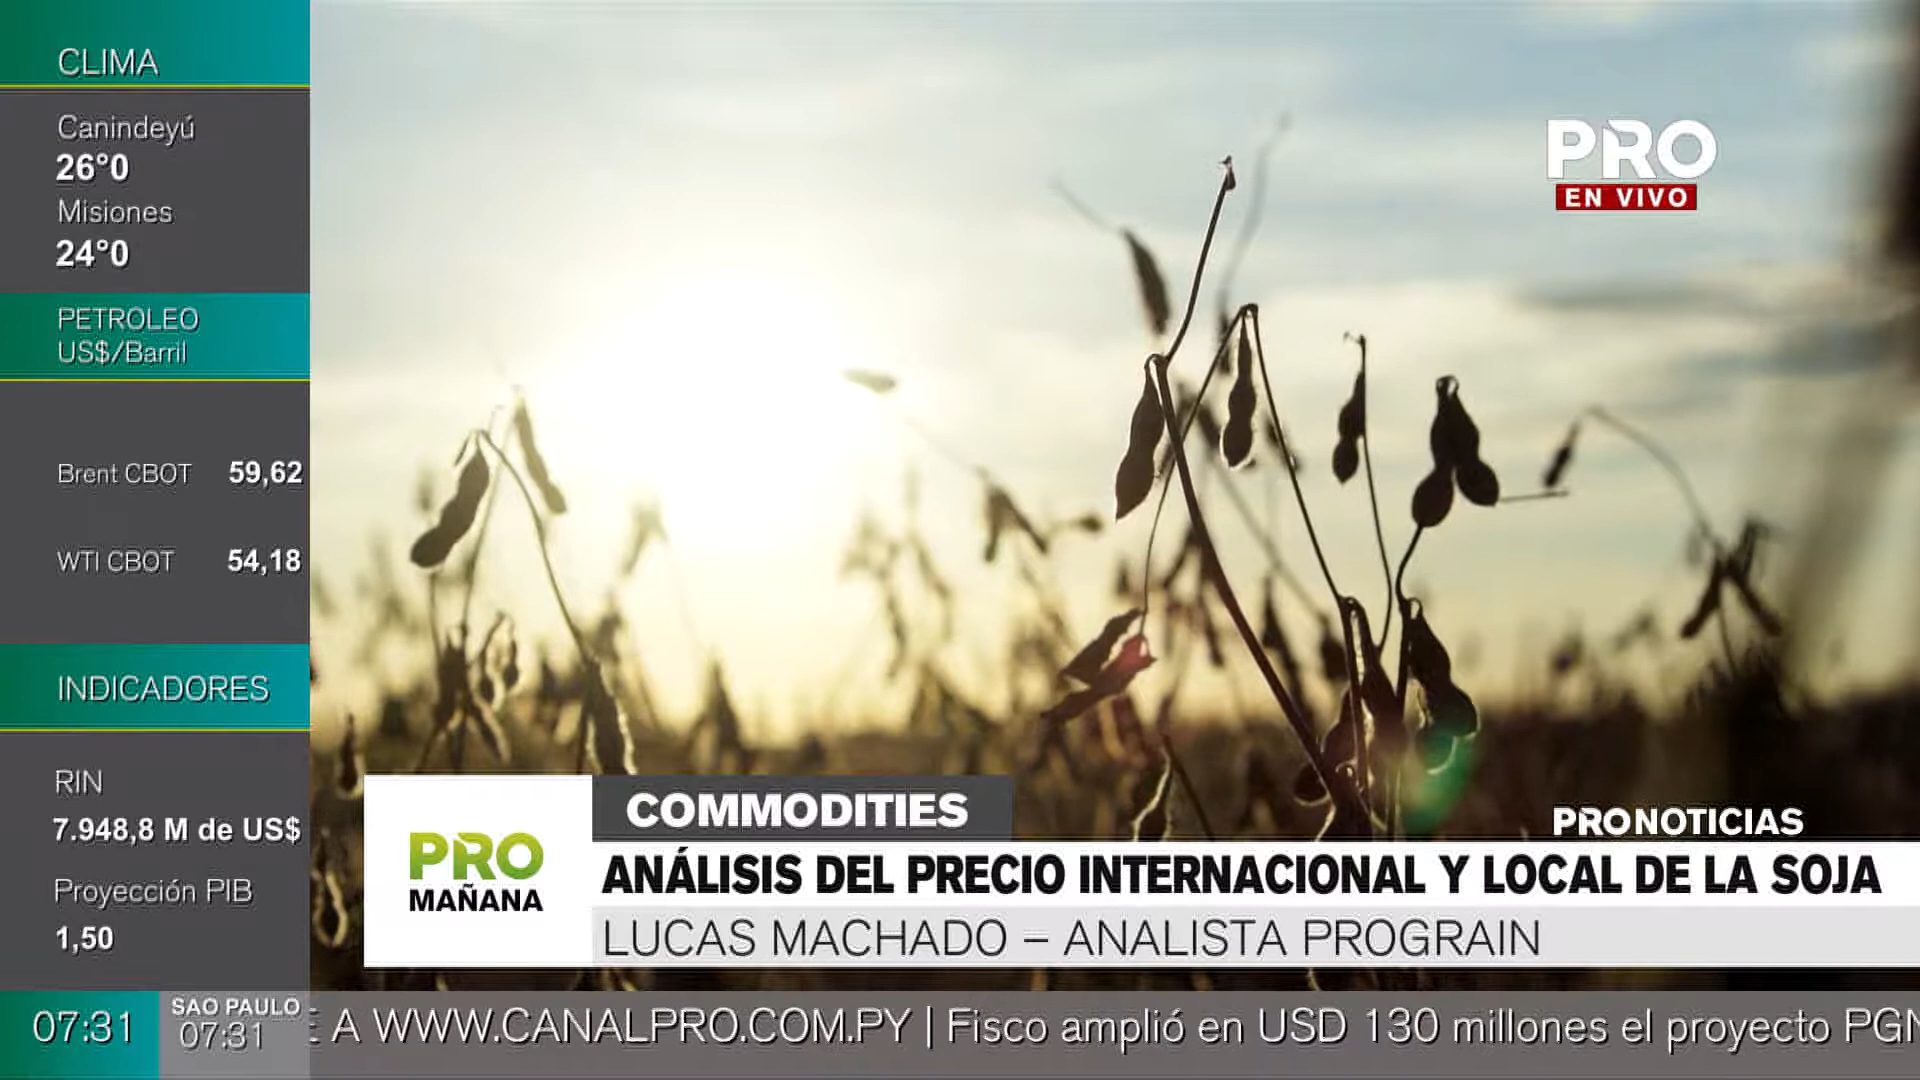 CLIMA
Canindeyú
26°0
Misiones
24°0
PETROLEO
US$/Barril
Brent CBOT 59,62
WTI CBOT 54,18
INDICADORES
RIN
7.948,8 M de US$
Proyección PIB
1,50
PRO
EN VIVO
COMMODITIES
PRONOTICIAS
PRO
MAÑANA
ANÁLISIS DEL PRECIO INTERNACIONAL Y LOCAL DE LA SOJA
LUCAS MACHADO – ANALISTA PROGRAIN
07:31
SAO PAULO
07:31
A WWW.CANALPRO.COM.PY | Fisco amplió en USD 130 millones el proyecto PGN